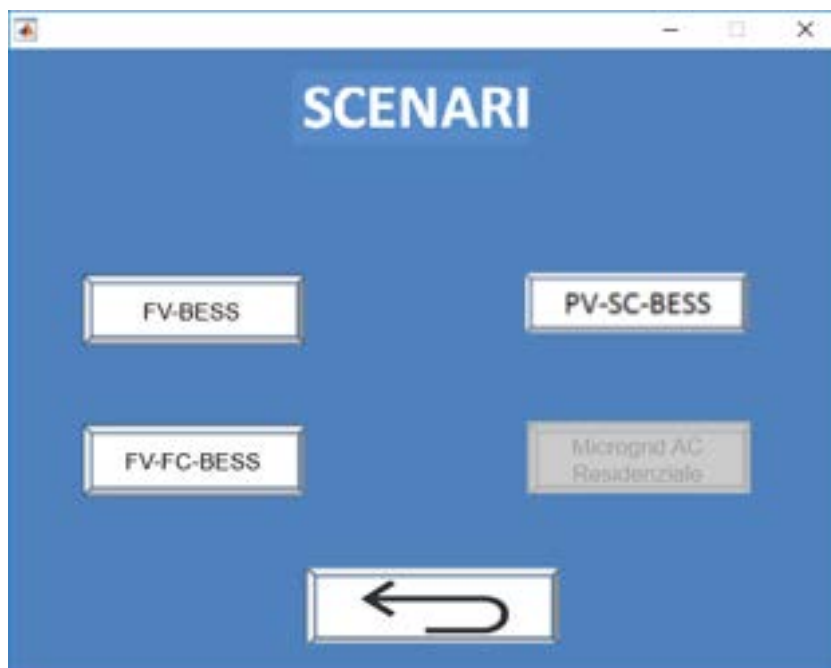 SCENARI
FV-BESS
PV-SC-BESS
FV-FC-BESS
Microgrid AC
Residenziale